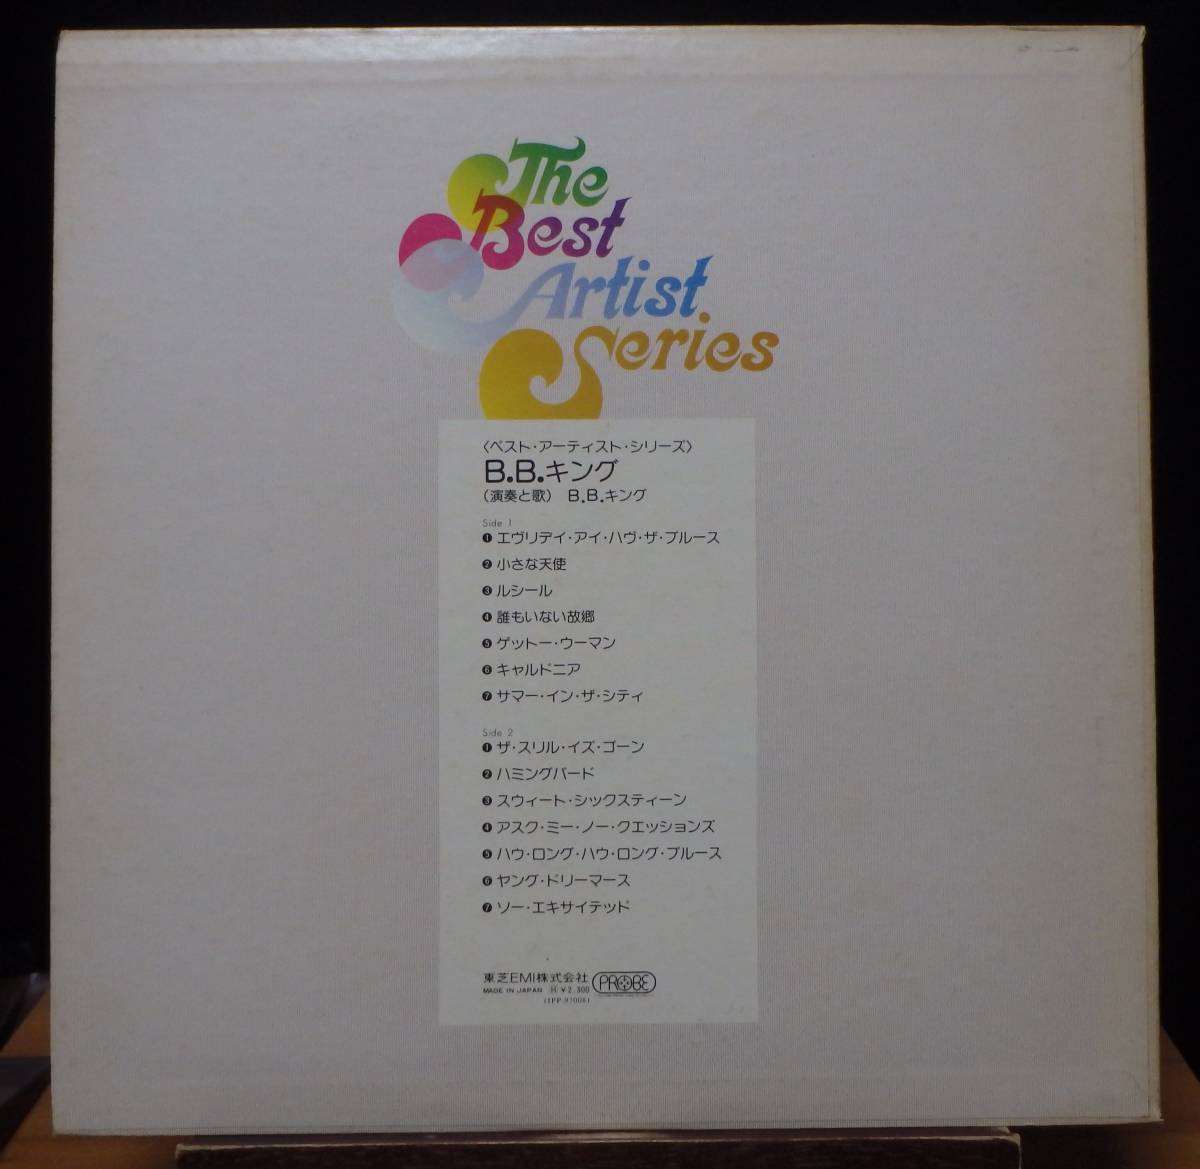 The
Best
Artist
Series
〈ベスト・アーティスト・シリーズ〉
B.B.キング
(演奏と歌) B.B.キング
Side 1
❶ エヴリデイ・アイ・ハヴ・ザ・ブルース
❷ 小さな天使
❸ ルシール
❹ 誰もいない故郷
❺ ゲットー・ウーマン
❻ キャルドニア
❼ サマー・イン・ザ・シティ
Side 2
❶ ザ・スリル・イズ・ゴーン
❷ ハミングバード
❸ スウィート・シックスティーン
❹ アスク・ミー・ノー・クエッションズ
❺ ハウ・ロング・ハウ・ロング・ブルース
❻ ヤング・ドリーマース
❼ ソー・エキサイテッド
東芝EMI株式会社 PROBE
MADE IN JAPAN Ⓗ ¥2,300